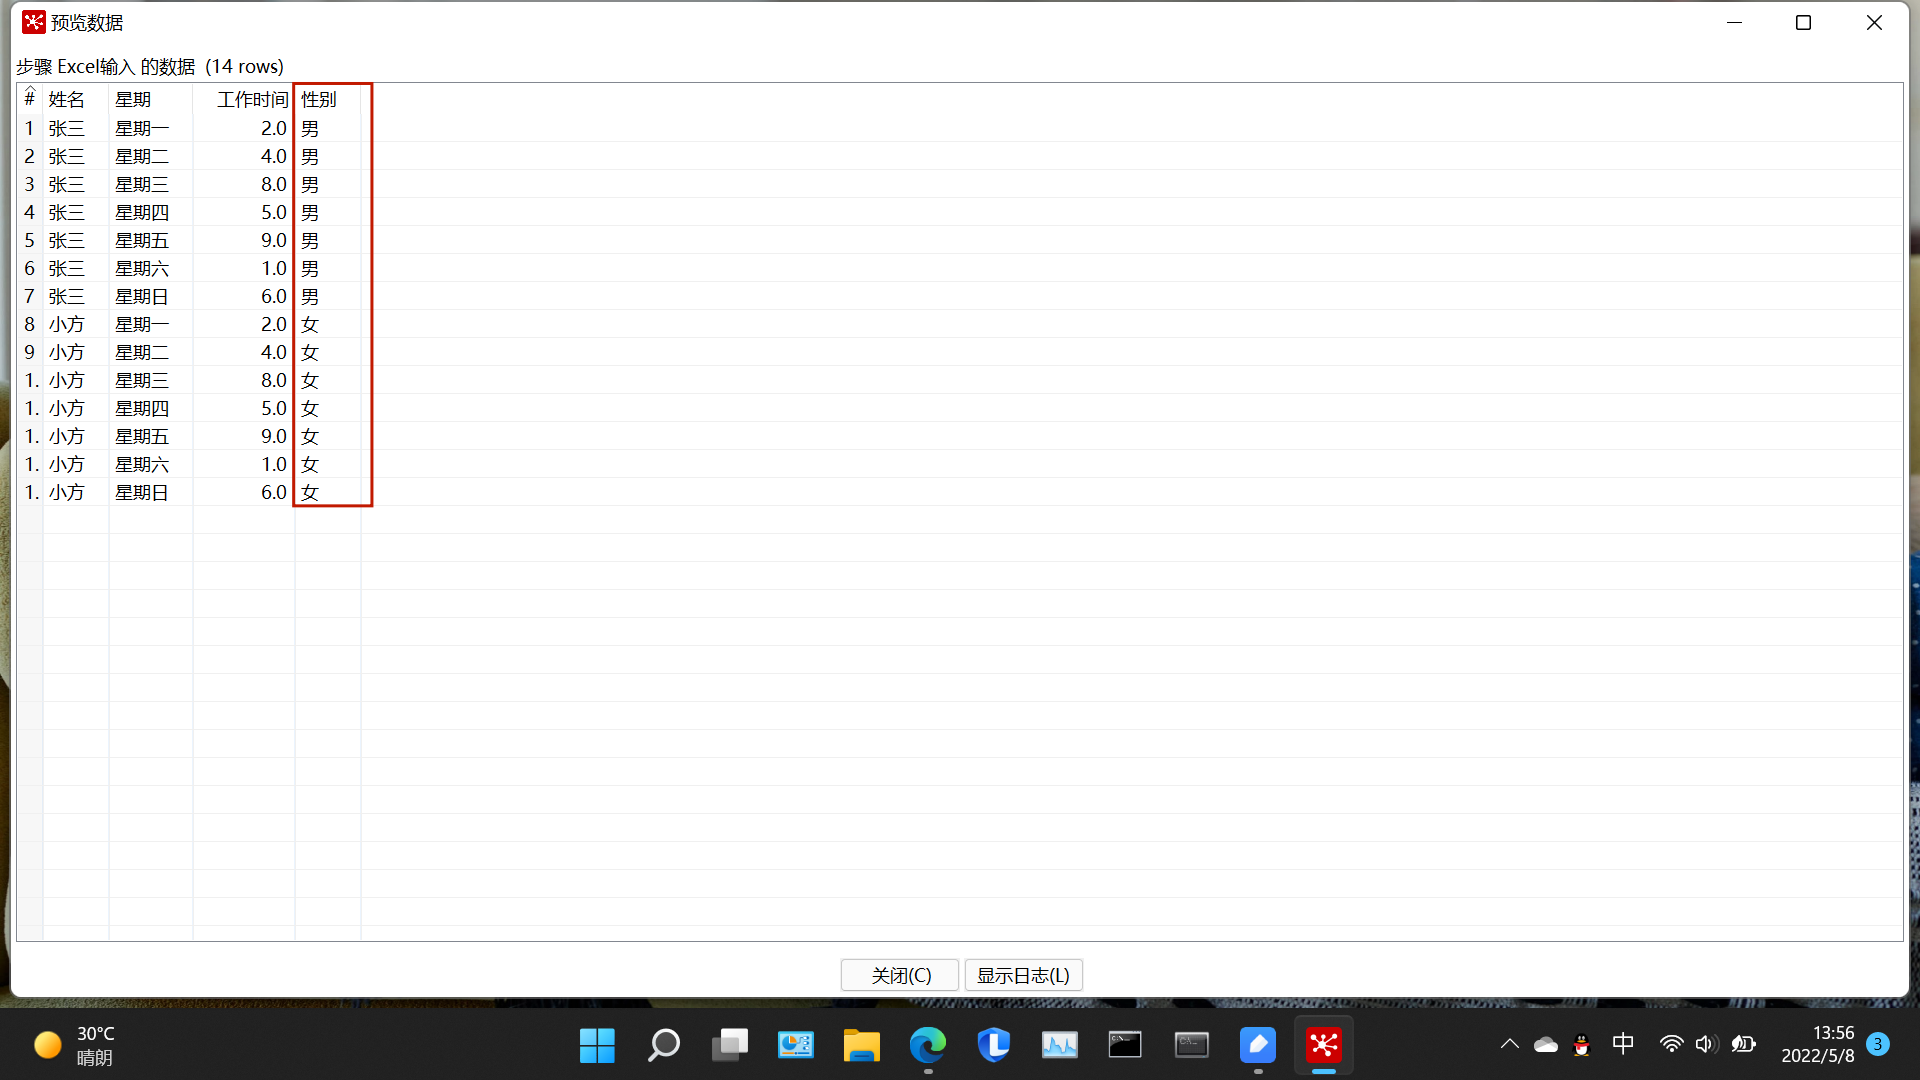 预览数据
步骤 Excel输入 的数据 (14 rows)
# 姓名 星期 工作时间 性别
1 张三 星期一 2.0 男
2 张三 星期二 4.0 男
3 张三 星期三 8.0 男
4 张三 星期四 5.0 男
5 张三 星期五 9.0 男
6 张三 星期六 1.0 男
7 张三 星期日 6.0 男
8 小方 星期一 2.0 女
9 小方 星期二 4.0 女
1. 小方 星期三 8.0 女
1. 小方 星期四 5.0 女
1. 小方 星期五 9.0 女
1. 小方 星期六 1.0 女
1. 小方 星期日 6.0 女
关闭(C) 显示日志(L)
30°C
晴朗
中
13:56
2022/5/8
3